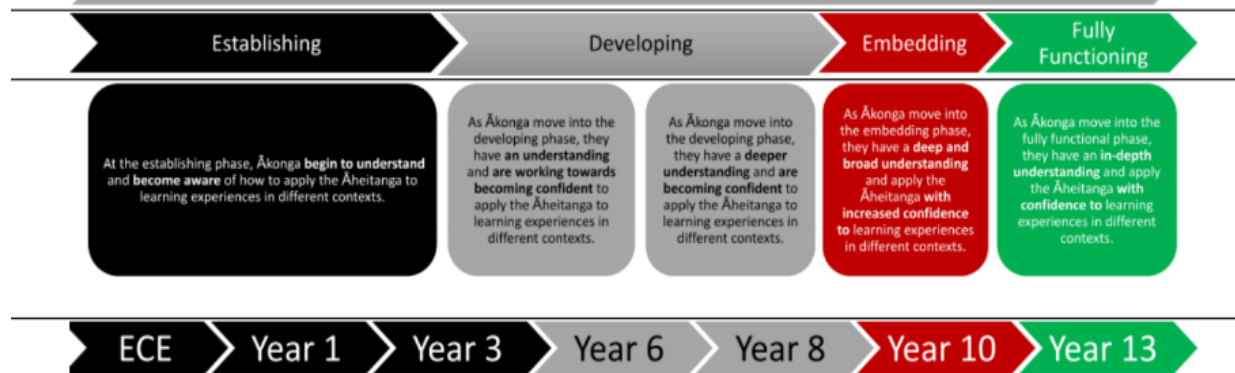 Establishing
Developing
Embedding
Fully
Functioning
At the establishing phase, Ākonga begin to understand
and become aware of how to apply the Āheitanga to
learning experiences in different contexts.
As Ākonga move into the
developing phase, they
have an understanding
and are working towards
becoming confident to
apply the Āheitanga to
learning experiences in
different contexts.
As Ākonga move into
the developing phase,
they have a deeper
understanding and are
becoming confident to
apply the Āheitanga to
learning experiences in
different contexts.
As Ākonga move into
the embedding phase,
they have a deep and
broad understanding
and apply the
Āheitanga with
increased confidence
to learning experiences
in different contexts.
As Ākonga move into the
fully functional phase,
they have an in-depth
understanding and apply
the Āheitanga with
confidence to learning
experiences in different
contexts.
ECE
Year 1
Year 3
Year 6
Year 8
Year 10
Year 13